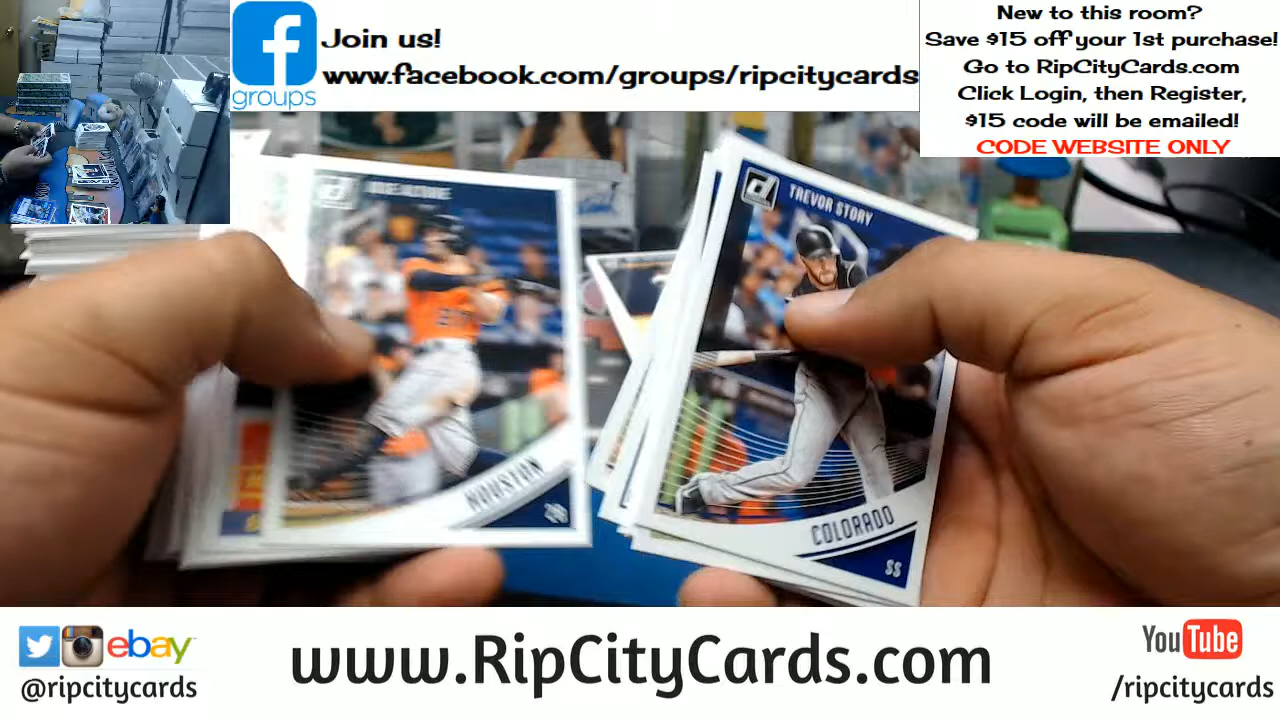 Join us!
www.facebook.com/groups/ripcitycards
groups
New to this room?
Save $15 off your 1st purchase!
Go to RipCityCards.com
Click Login, then Register,
$15 code will be emailed!
CODE WEBSITE ONLY
TREVOR STORY
HOUSTON
COLORADO
SS
ebay
@ripcitycards
www.RipCityCards.com
YouTube
/ripcitycards